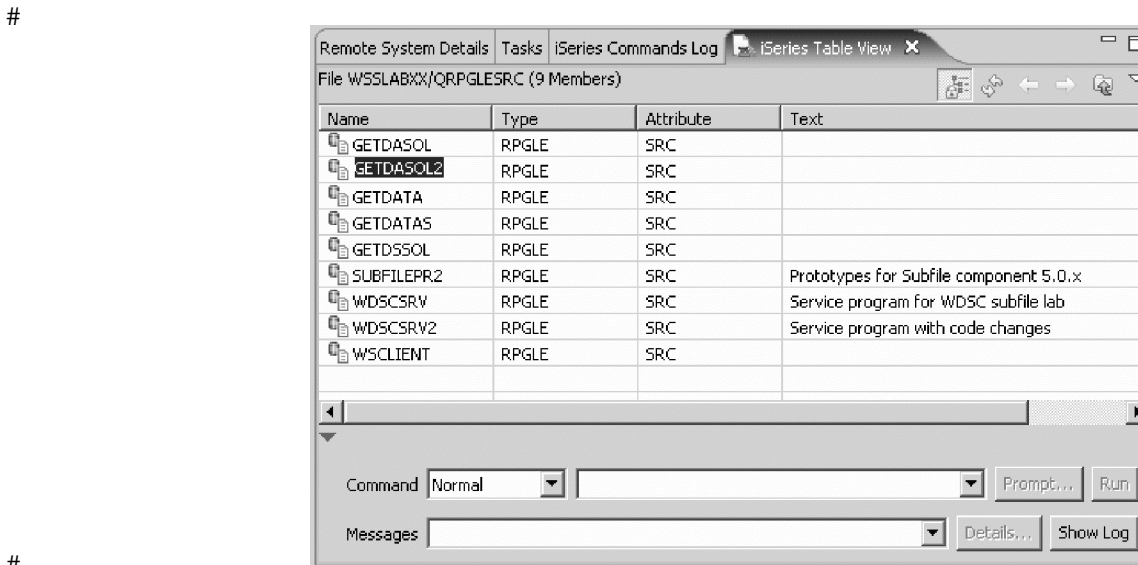 #
Remote System Details Tasks iSeries Commands Log iSeries Table View
File WSSLABXX/QRPGLESRC (9 Members)
Name Type Attribute Text
GETDASOL RPGLE SRC
GETDASOL2 RPGLE SRC
GETDATA RPGLE SRC
GETDATAS RPGLE SRC
GETDSSOL RPGLE SRC
SUBFILEPR2 RPGLE SRC Prototypes for Subfile component 5.0.x
WDSCSRV RPGLE SRC Service program for WDSC subfile lab
WDSCSRV2 RPGLE SRC Service program with code changes
WSCLIENT RPGLE SRC
Command Normal Prompt... Run
Messages Details... Show Log
#